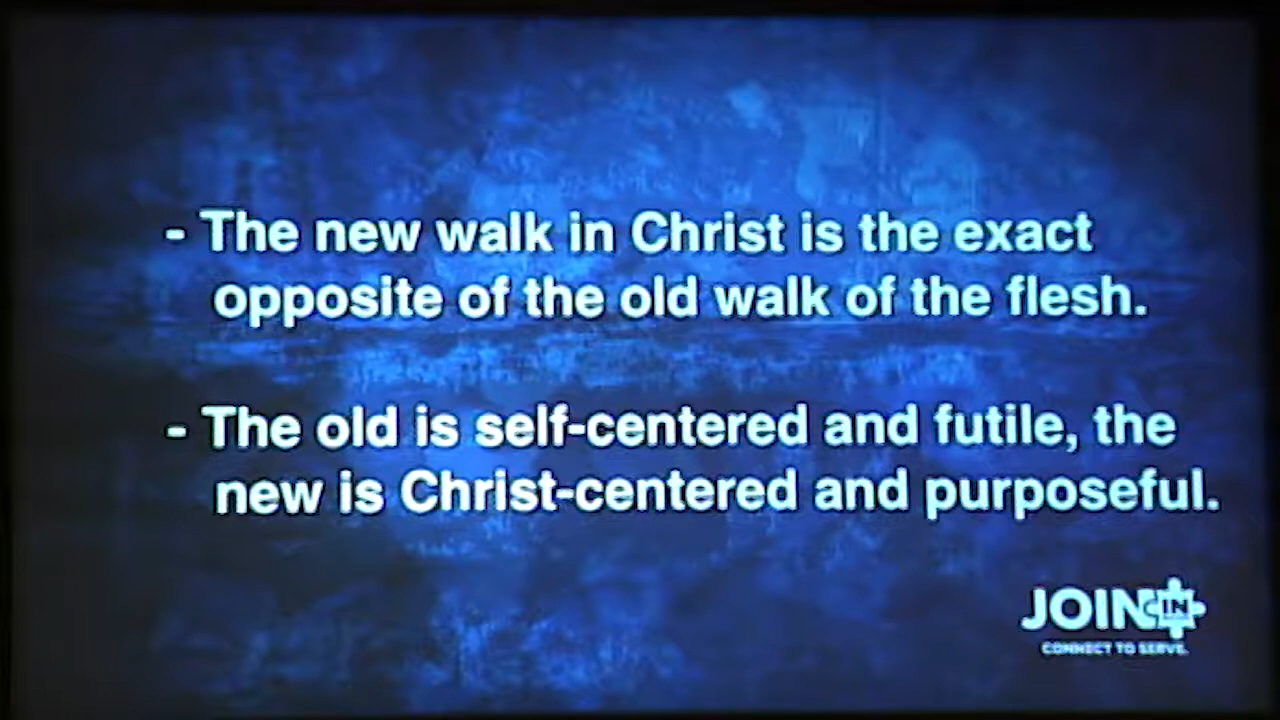 - The new walk in Christ is the exact
opposite of the old walk of the flesh.
- The old is self-centered and futile, the
new is Christ-centered and purposeful.
JOIN IN
CONNECT TO SERVE.